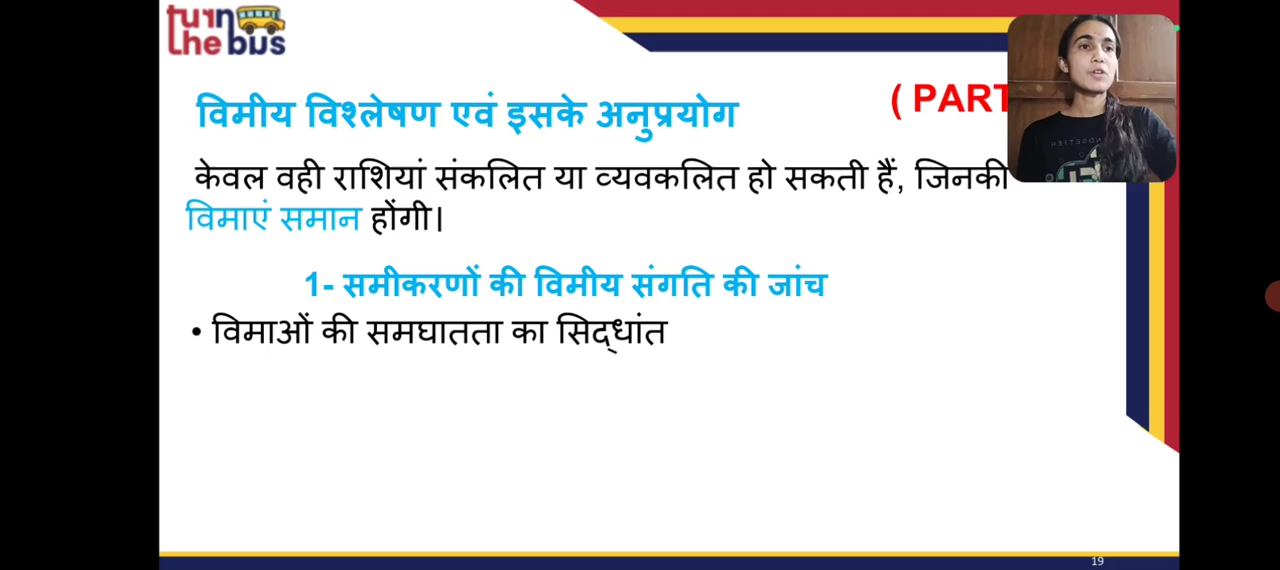 turn
the bus
विमीय विश्लेषण एवं इसके अनुप्रयोग
( PART
केवल वही राशियां संकलित या व्यवकलित हो सकती हैं, जिनकी
विमाएं समान होंगी।
1- समीकरणों की विमीय संगति की जांच
• विमाओं की समघातता का सिद्धांत
19